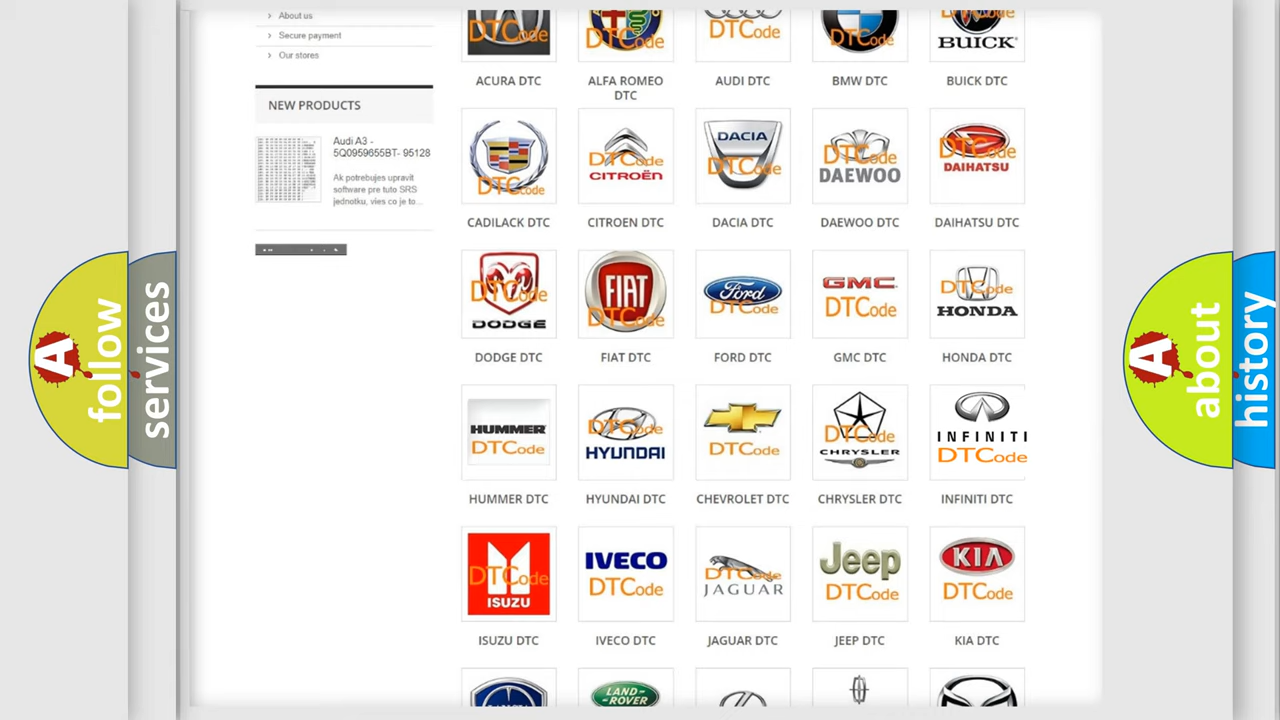 About us
Secure payment
Our stores
NEW PRODUCTS
Audi A3 -
5Q0959655BT- 95128
Ak potrebujes upravit
software pre tuto SRS
jednotku, vies co je to...
DTCode
DTCode
DTCode
DTCode
BUICK
ACURA DTC
ALFA ROMEO
DTC
AUDI DTC
BMW DTC
BUICK DTC
DTCode
DTCode
CITROËN
DACIA
DTCode
DTCode
DAEWOO
DTCode
DAIHATSU
CADILACK DTC
CITROEN DTC
DACIA DTC
DAEWOO DTC
DAIHATSU DTC
DTCode
DODGE
FIAT
DTCode
Ford
DTCode
GMC
DTCode
DTCode
HONDA
DODGE DTC
FIAT DTC
FORD DTC
GMC DTC
HONDA DTC
HUMMER
DTCode
DTCode
HYUNDAI
DTCode
DTCode
CHRYSLER
INFINITI
DTCode
HUMMER DTC
HYUNDAI DTC
CHEVROLET DTC
CHRYSLER DTC
INFINITI DTC
DTCode
ISUZU
IVECO
DTCode
DTCode
JAGUAR
Jeep
DTCode
KIA
DTCode
ISUZU DTC
IVECO DTC
JAGUAR DTC
JEEP DTC
KIA DTC
LAND-
ROVER
A
follow
services
A
about
history